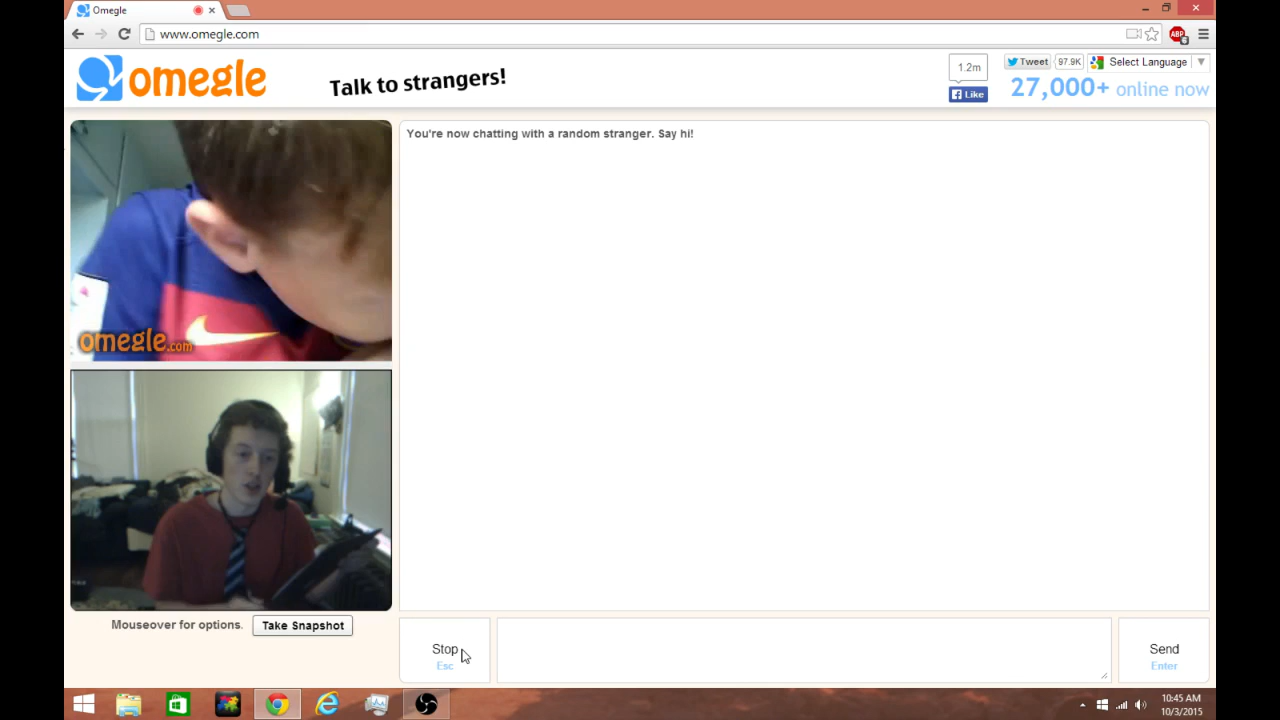 Omegle
www.omegle.com
ABP
omegle
Talk to strangers!
1.2m
Like
Tweet
97.9K
Select Language
27,000+ online now
You're now chatting with a random stranger. Say hi!
omegle.com
Mouseover for options.
Take Snapshot
Stop
Esc
Send
Enter
10:45 AM
10/3/2015